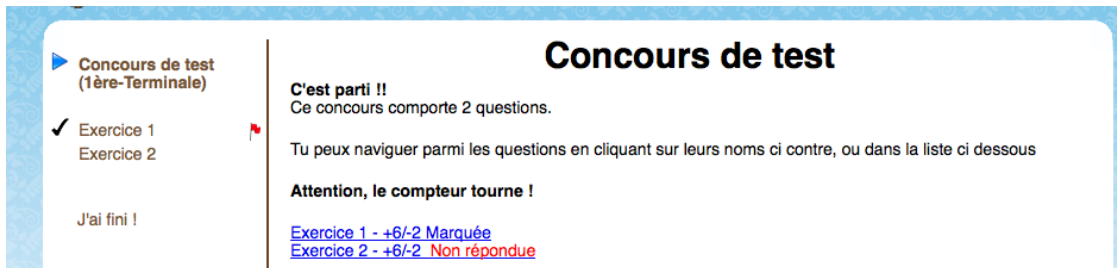 Concours de test
(1ère-Terminale)
Exercice 1
Exercice 2
J'ai fini !
Concours de test
C'est parti !!
Ce concours comporte 2 questions.
Tu peux naviguer parmi les questions en cliquant sur leurs noms ci contre, ou dans la liste ci dessous
Attention, le compteur tourne !
Exercice 1 - +6/-2 Marquée
Exercice 2 - +6/-2 Non répondue